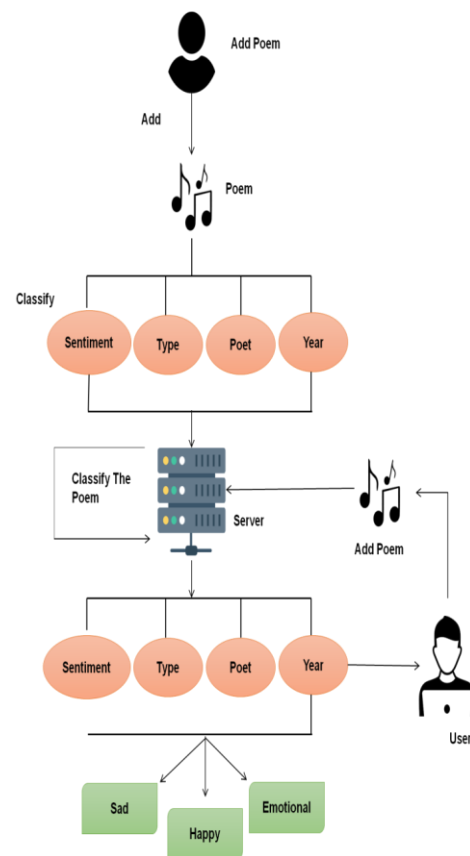 Add Poem
Add
Poem
Classify
Sentiment
Type
Poet
Year
Classify The
Poem
Server
Add Poem
Sentiment
Type
Poet
Year
User
Sad
Happy
Emotional